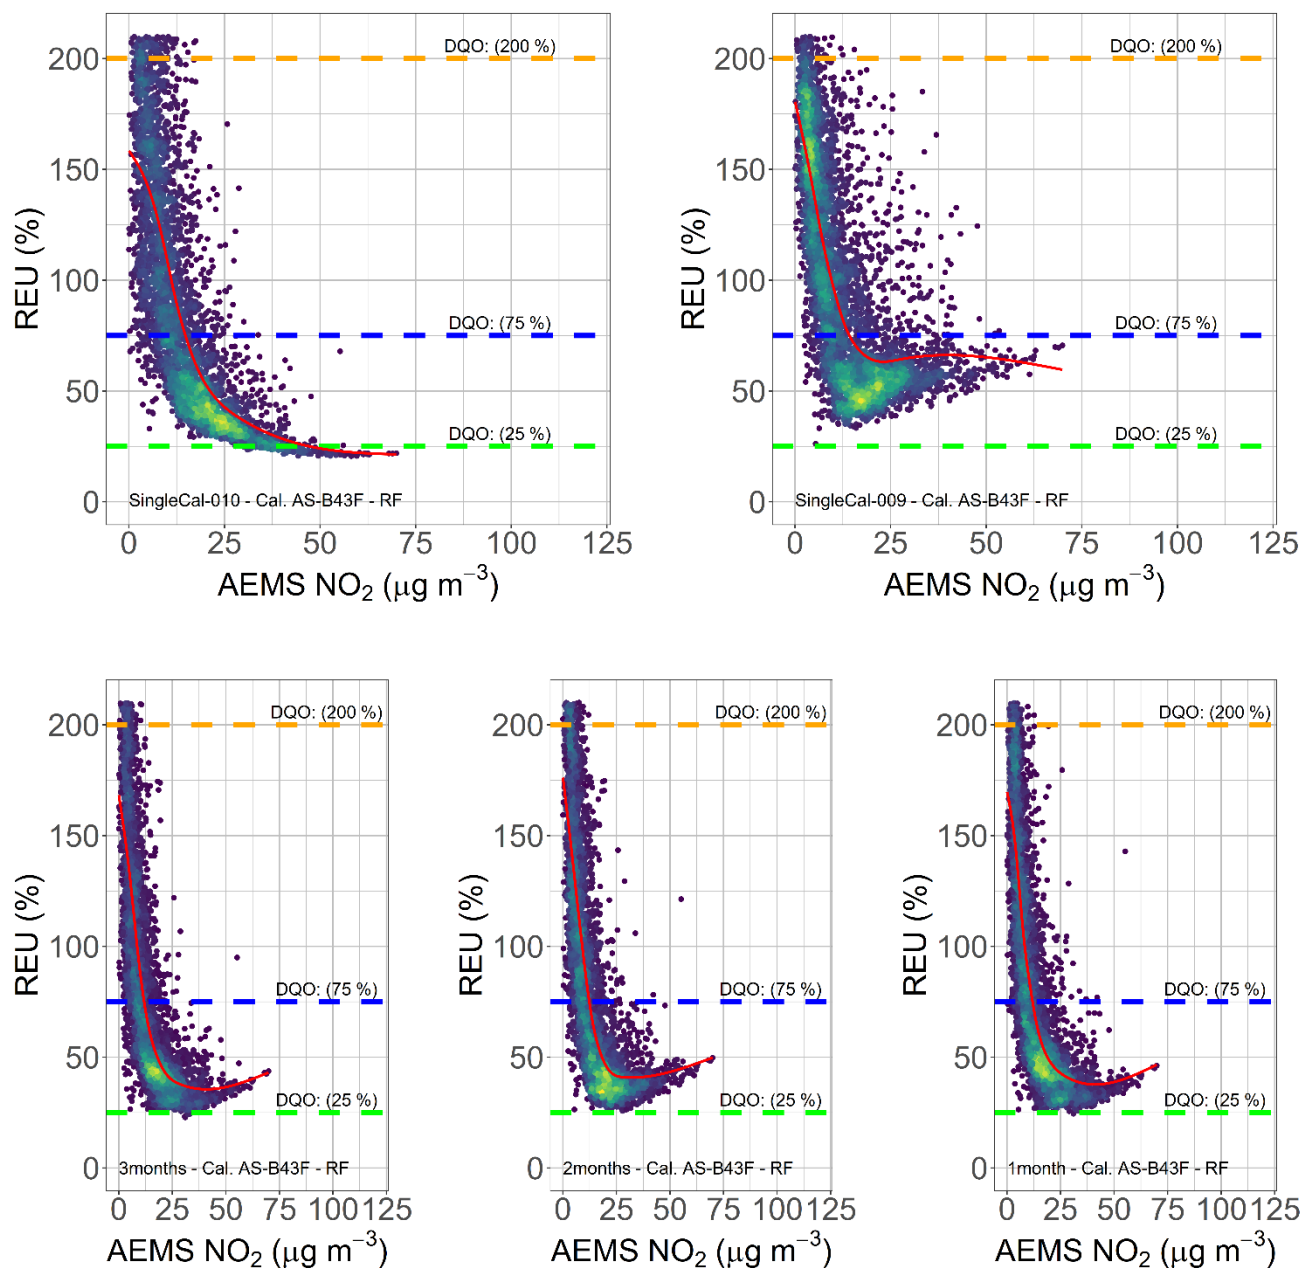 200
150
100
50
0
REU (%)
DQO: (200 %)
DQO: (75 %)
DQO: (25 %)
SingleCal-010 - Cal. AS-B43F - RF
0 25 50 75 100 125
AEMS NO₂ (μg m⁻³)
200
150
100
50
0
REU (%)
DQO: (200 %)
DQO: (75 %)
DQO: (25 %)
SingleCal-009 - Cal. AS-B43F - RF
0 25 50 75 100 125
AEMS NO₂ (μg m⁻³)
200
150
100
50
0
REU (%)
DQO: (200 %)
DQO: (75 %)
DQO: (25 %)
3months - Cal. AS-B43F - RF
0 25 50 75 100 125
AEMS NO₂ (μg m⁻³)
200
150
100
50
0
REU (%)
DQO: (200 %)
DQO: (75 %)
DQO: (25 %)
2months - Cal. AS-B43F - RF
0 25 50 75 100 125
AEMS NO₂ (μg m⁻³)
200
150
100
50
0
REU (%)
DQO: (200 %)
DQO: (75 %)
DQO: (25 %)
1month - Cal. AS-B43F - RF
0 25 50 75 100 125
AEMS NO₂ (μg m⁻³)